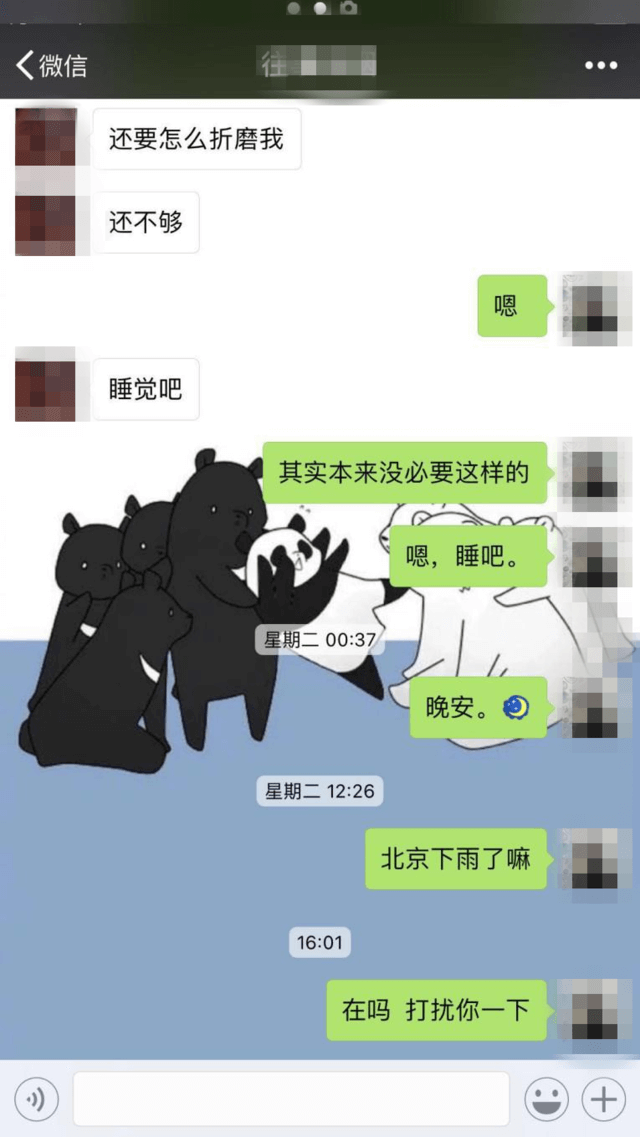 微信
还要怎么折磨我
还不够
嗯
睡觉吧
其实本来没必要这样的
嗯，睡吧。
星期二 00:37
晚安。
星期二 12:26
北京下雨了嘛
16:01
在吗 打扰你一下